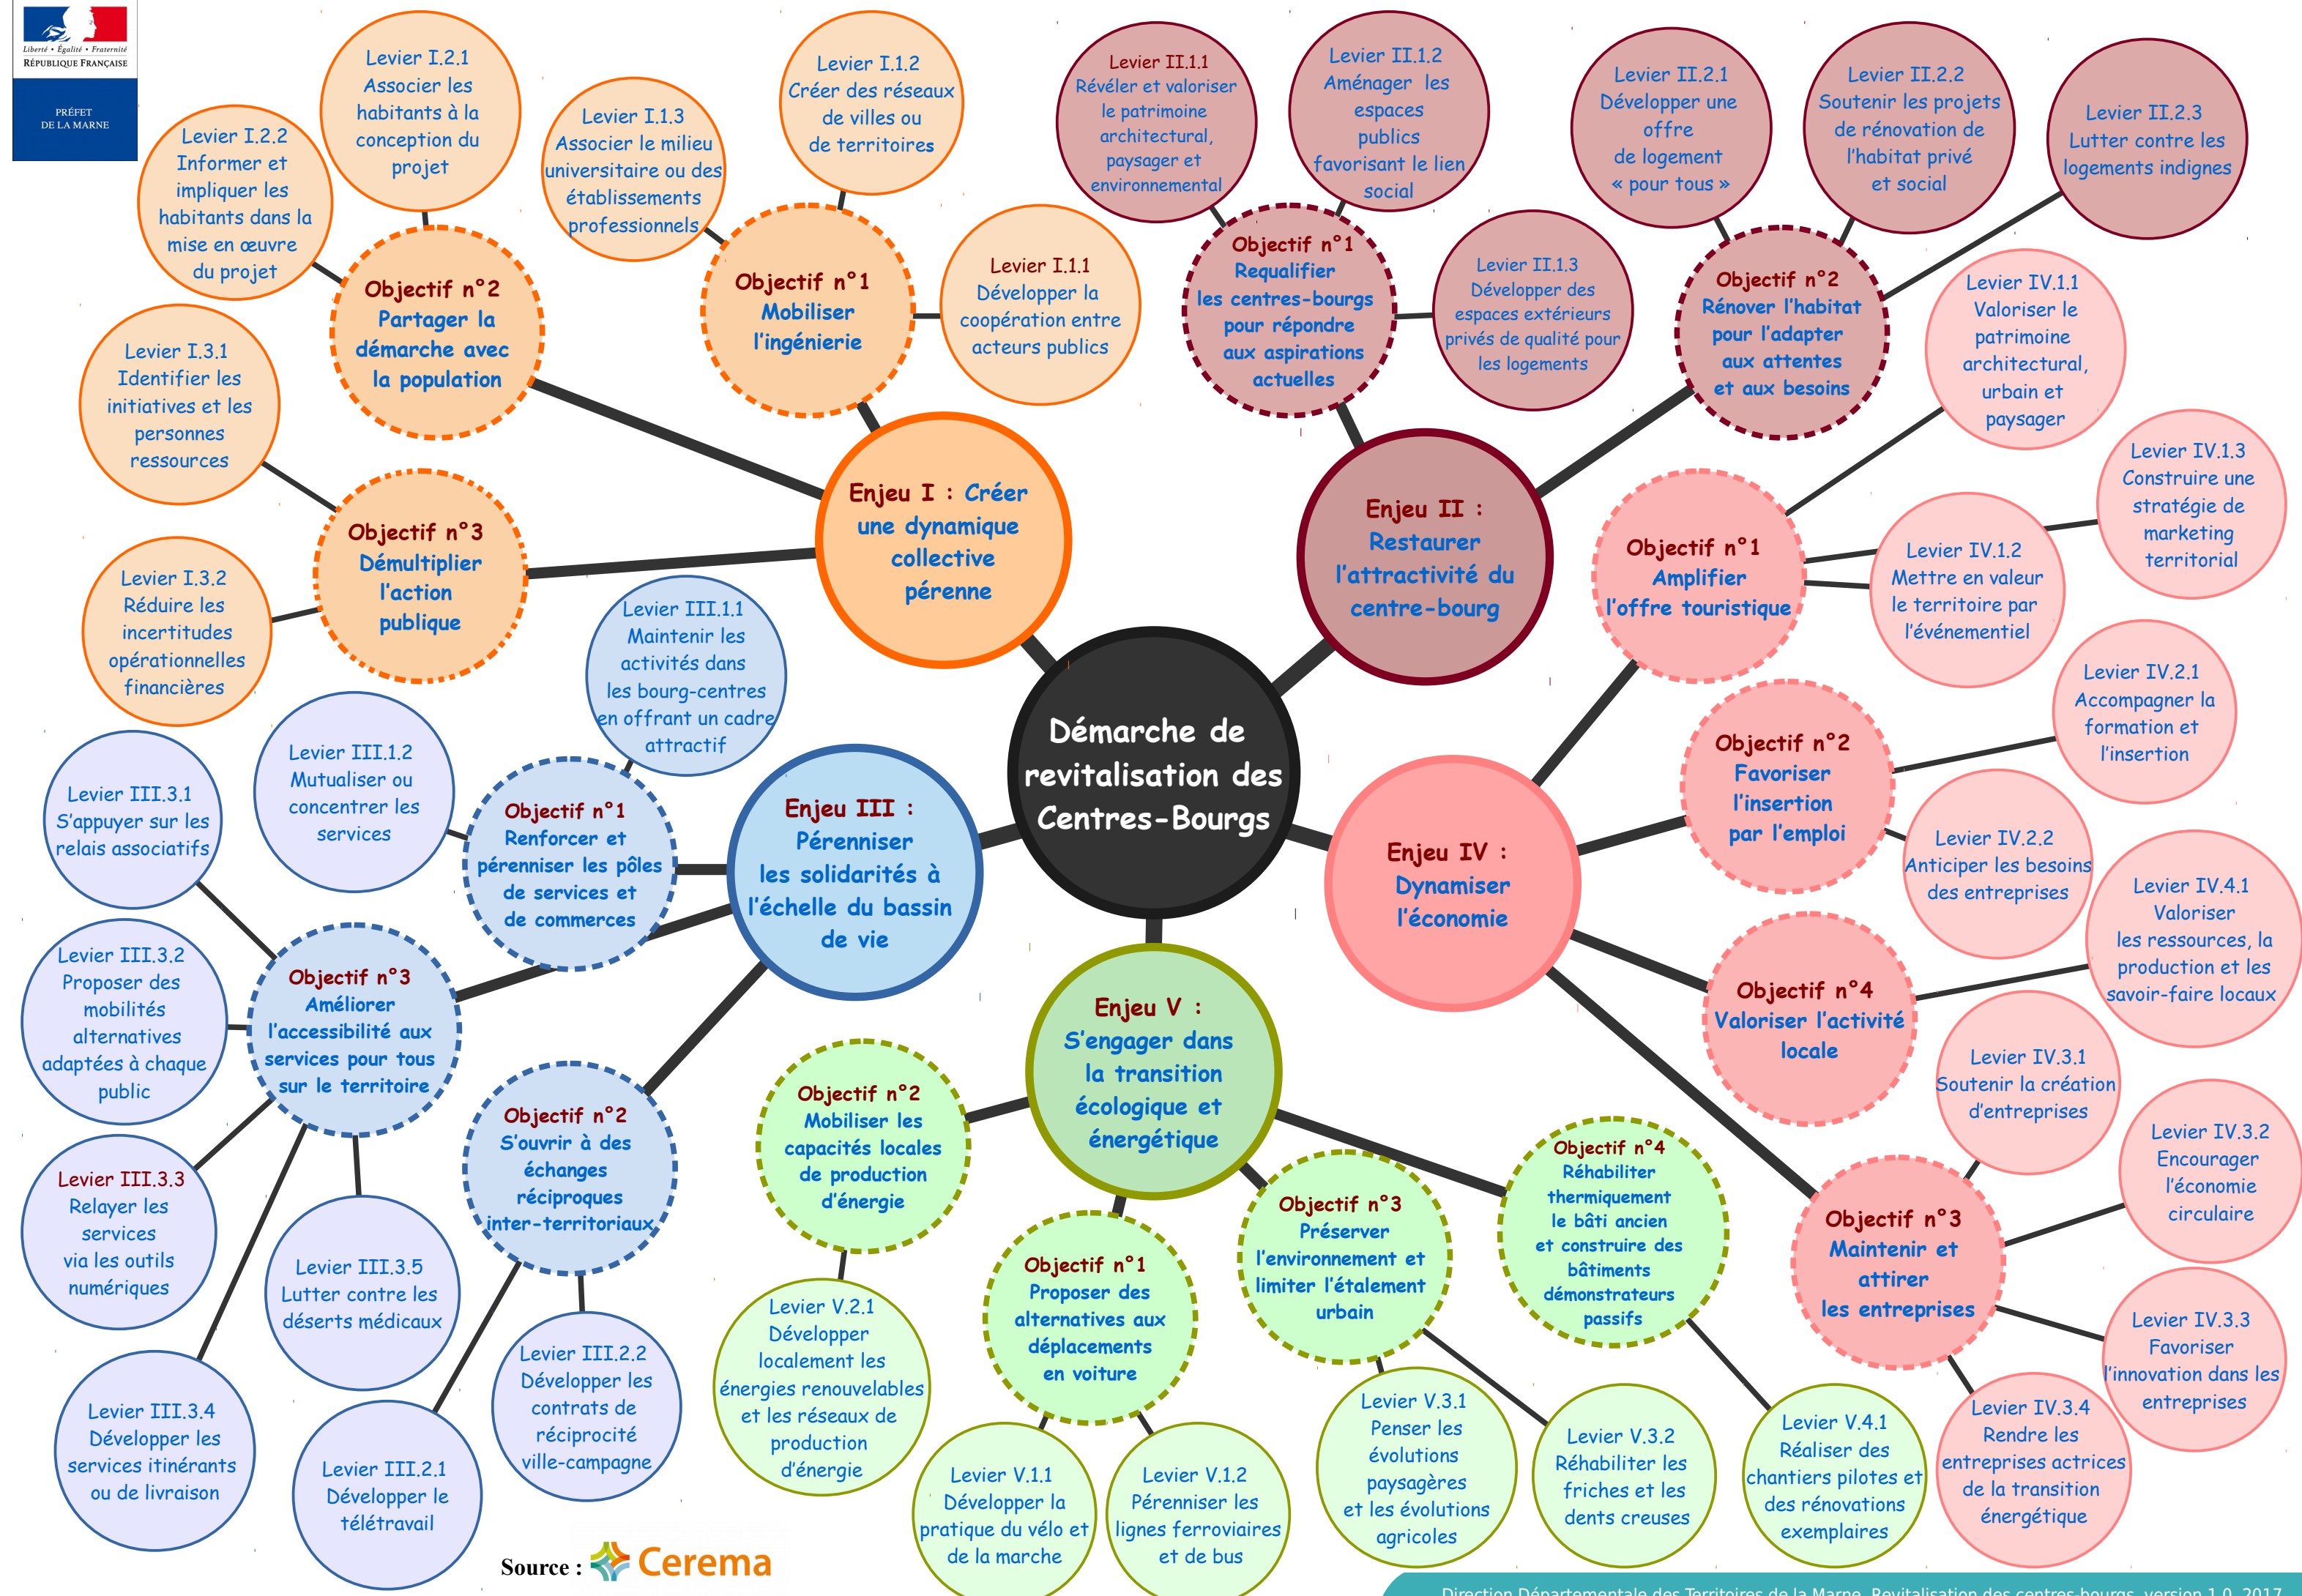 Liberté • Égalité • Fraternité
RÉPUBLIQUE FRANÇAISE
PRÉFET
DE LA MARNE
Démarche de
revitalisation des
Centres-Bourgs
Enjeu I : Créer
une dynamique
collective
pérenne
Objectif n°1
Mobiliser
l’ingénierie
Levier I.1.1
Développer la
coopération entre
acteurs publics
Levier I.1.2
Créer des réseaux
de villes ou
de territoires
Levier I.1.3
Associer le milieu
universitaire ou des
établissements
professionnels
Objectif n°2
Partager la
démarche avec
la population
Levier I.2.1
Associer les
habitants à la
conception du
projet
Levier I.2.2
Informer et
impliquer les
habitants dans la
mise en œuvre
du projet
Objectif n°3
Démultiplier
l’action
publique
Levier I.3.1
Identifier les
initiatives et les
personnes
ressources
Levier I.3.2
Réduire les
incertitudes
opérationnelles
financières
Enjeu II :
Restaurer
l’attractivité du
centre-bourg
Objectif n°1
Requalifier
les centres-bourgs
pour répondre
aux aspirations
actuelles
Levier II.1.1
Révéler et valoriser
le patrimoine
architectural,
paysager et
environnemental
Levier II.1.2
Aménager les
espaces
publics
favorisant le lien
social
Levier II.1.3
Développer des
espaces extérieurs
privés de qualité pour
les logements
Objectif n°2
Rénover l’habitat
pour l’adapter
aux attentes
et aux besoins
Levier II.2.1
Développer une
offre
de logement
« pour tous »
Levier II.2.2
Soutenir les projets
de rénovation de
l’habitat privé
et social
Levier II.2.3
Lutter contre les
logements indignes
Enjeu III :
Pérenniser
les solidarités à
l’échelle du bassin
de vie
Objectif n°1
Renforcer et
pérenniser les pôles
de services et
de commerces
Levier III.1.1
Maintenir les
activités dans
les bourg-centres
en offrant un cadre
attractif
Levier III.1.2
Mutualiser ou
concentrer les
services
Objectif n°3
Améliorer
l’accessibilité aux
services pour tous
sur le territoire
Levier III.3.1
S’appuyer sur les
relais associatifs
Levier III.3.2
Proposer des
mobilités
alternatives
adaptées à chaque
public
Levier III.3.3
Relayer les
services
via les outils
numériques
Levier III.3.4
Développer les
services itinérants
ou de livraison
Levier III.3.5
Lutter contre les
déserts médicaux
Objectif n°2
S’ouvrir à des
échanges
réciproques
inter-territoriaux
Levier III.2.1
Développer le
télétravail
Levier III.2.2
Développer les
contrats de
réciprocité
ville-campagne
Enjeu IV :
Dynamiser
l’économie
Objectif n°1
Amplifier
l’offre touristique
Levier IV.1.1
Valoriser le
patrimoine
architectural,
urbain et
paysager
Levier IV.1.2
Mettre en valeur
le territoire par
l’événementiel
Levier IV.1.3
Construire une
stratégie de
marketing
territorial
Objectif n°2
Favoriser
l’insertion
par l’emploi
Levier IV.2.1
Accompagner la
formation et
l’insertion
Levier IV.2.2
Anticiper les besoins
des entreprises
Objectif n°4
Valoriser l’activité
locale
Levier IV.4.1
Valoriser
les ressources, la
production et les
savoir-faire locaux
Objectif n°3
Maintenir et
attirer
les entreprises
Levier IV.3.1
Soutenir la création
d’entreprises
Levier IV.3.2
Encourager
l’économie
circulaire
Levier IV.3.3
Favoriser
l’innovation dans les
entreprises
Levier IV.3.4
Rendre les
entreprises actrices
de la transition
énergétique
Enjeu V :
S’engager dans
la transition
écologique et
énergétique
Objectif n°2
Mobiliser les
capacités locales
de production
d’énergie
Levier V.2.1
Développer
localement les
énergies renouvelables
et les réseaux de
production
d’énergie
Objectif n°1
Proposer des
alternatives aux
déplacements
en voiture
Levier V.1.1
Développer la
pratique du vélo et
de la marche
Levier V.1.2
Pérenniser les
lignes ferroviaires
et de bus
Objectif n°3
Préserver
l’environnement et
limiter l’étalement
urbain
Levier V.3.1
Penser les
évolutions
paysagères
et les évolutions
agricoles
Levier V.3.2
Réhabiliter les
friches et les
dents creuses
Objectif n°4
Réhabiliter
thermiquement
le bâti ancien
et construire des
bâtiments
démonstrateurs
passifs
Levier V.4.1
Réaliser des
chantiers pilotes et
des rénovations
exemplaires
Source : Cerema
Direction Départementale des Territoires de la Marne, Revitalisation des centres-bourgs, version 1.0, 2017